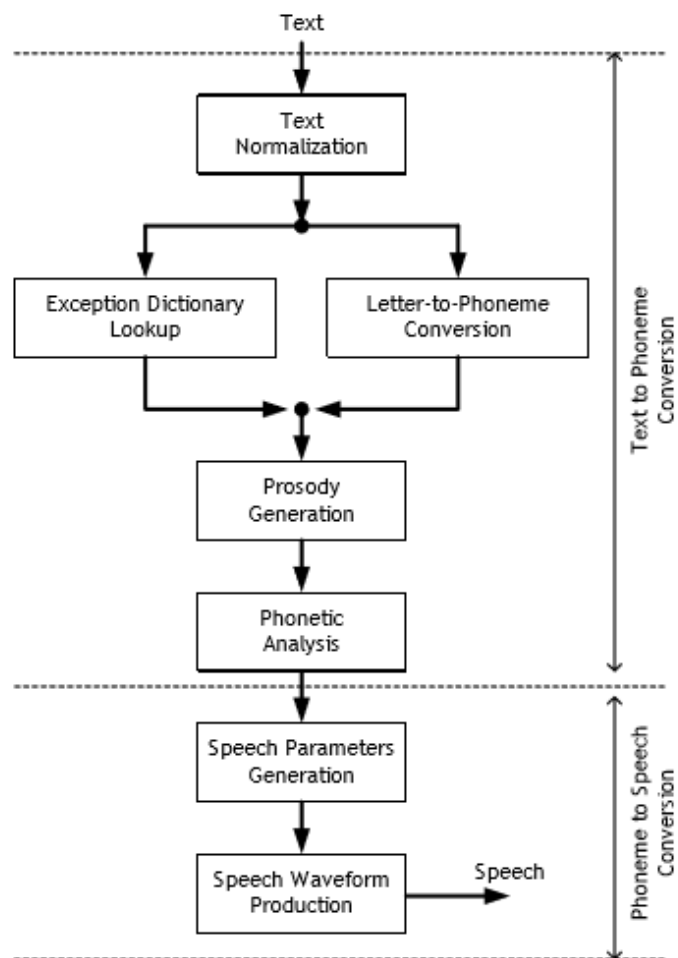 Text
Text
Normalization
Exception Dictionary
Lookup
Letter-to-Phoneme
Conversion
Prosody
Generation
Phonetic
Analysis
Text to Phoneme
Conversion
Speech Parameters
Generation
Speech Waveform
Production
Speech
Phoneme to Speech
Conversion